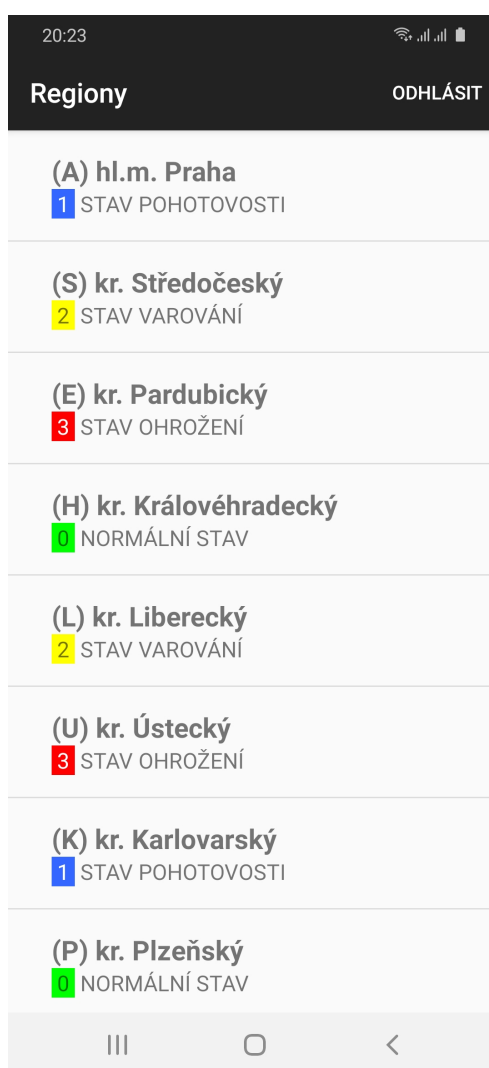 20:23
Regiony
ODHLÁSIT
(A) hl.m. Praha
1 STAV POHOTOVOSTI
(S) kr. Středočeský
2 STAV VAROVÁNÍ
(E) kr. Pardubický
3 STAV OHROŽENÍ
(H) kr. Královéhradecký
0 NORMÁLNÍ STAV
(L) kr. Liberecký
2 STAV VAROVÁNÍ
(U) kr. Ústecký
3 STAV OHROŽENÍ
(K) kr. Karlovarský
1 STAV POHOTOVOSTI
(P) kr. Plzeňský
0 NORMÁLNÍ STAV